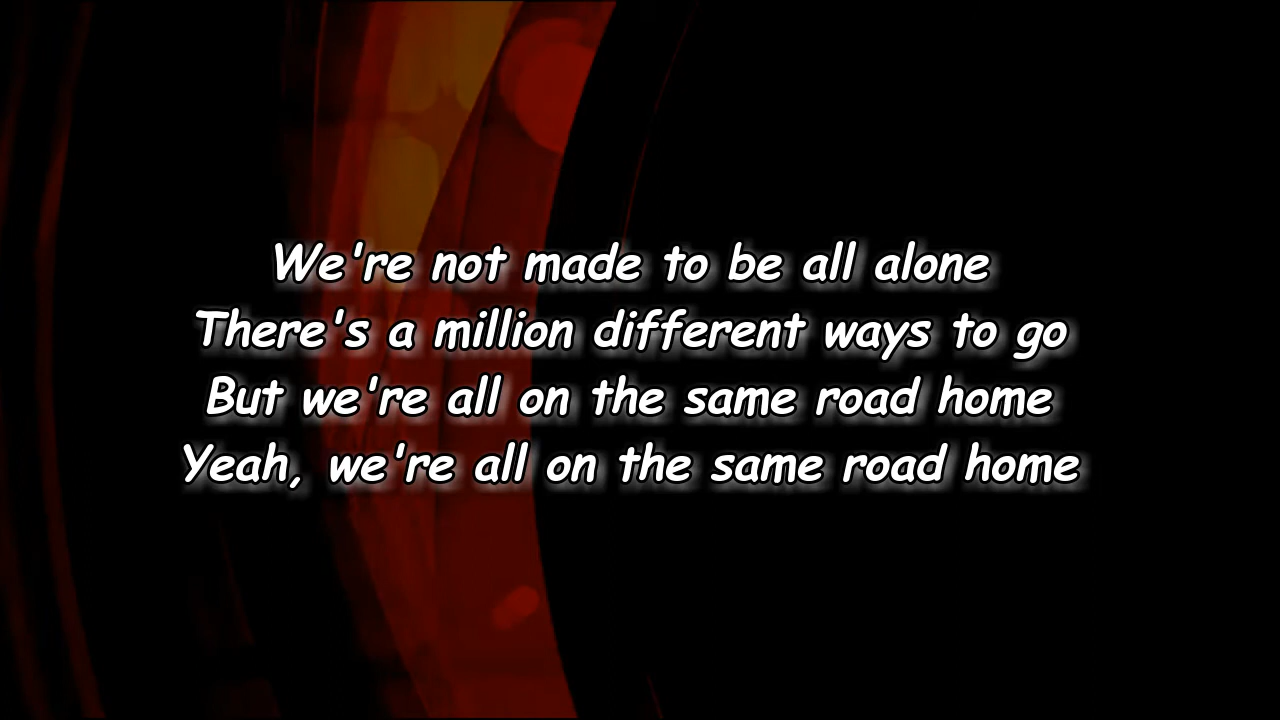 We're not made to be all alone
There's a million different ways to go
But we're all on the same road home
Yeah, we're all on the same road home